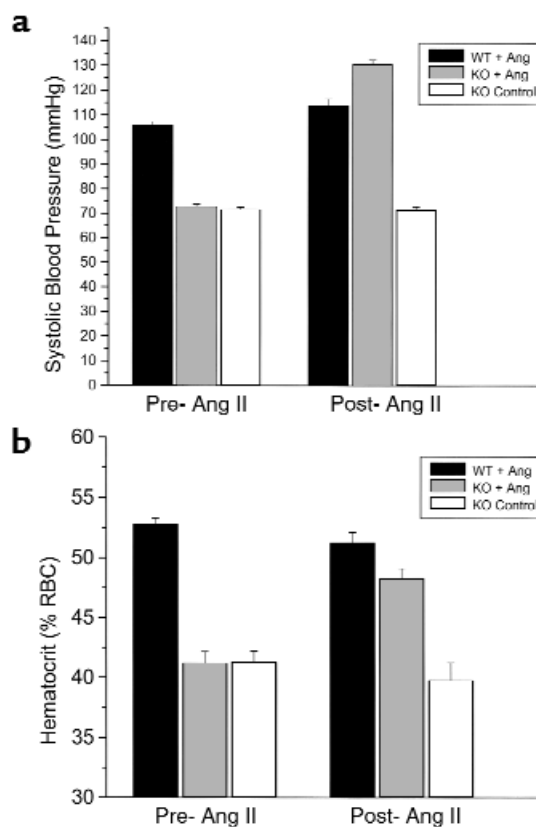 a
Systolic Blood Pressure (mmHg)
140
130
120
110
100
90
80
70
60
50
40
30
20
10
0
WT + Ang
KO + Ang
KO Control
Pre- Ang II
Post- Ang II
b
Hematocrit (% RBC)
60
55
50
45
40
35
30
WT + Ang
KO + Ang
KO Control
Pre- Ang II
Post- Ang II